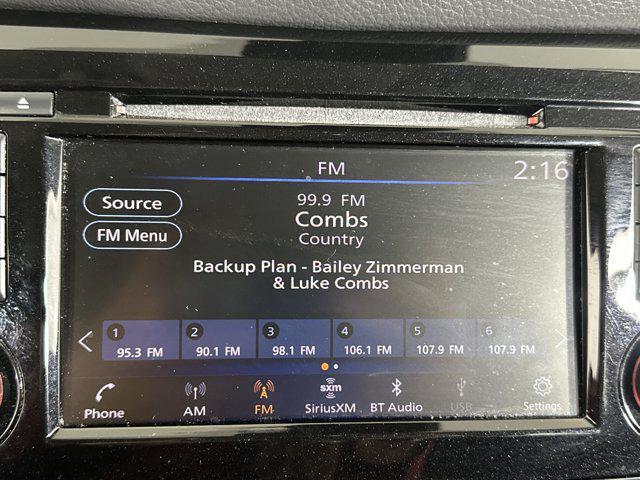 FM
2:16
Source
99.9 FM
Combs
FM Menu
Country
Backup Plan - Bailey Zimmerman
& Luke Combs
1 2 3 4 5 6
95.3 FM 90.1 FM 98.1 FM 106.1 FM 107.9 FM 107.9 FM
sxm
Phone AM FM SiriusXM BT Audio USB Settings